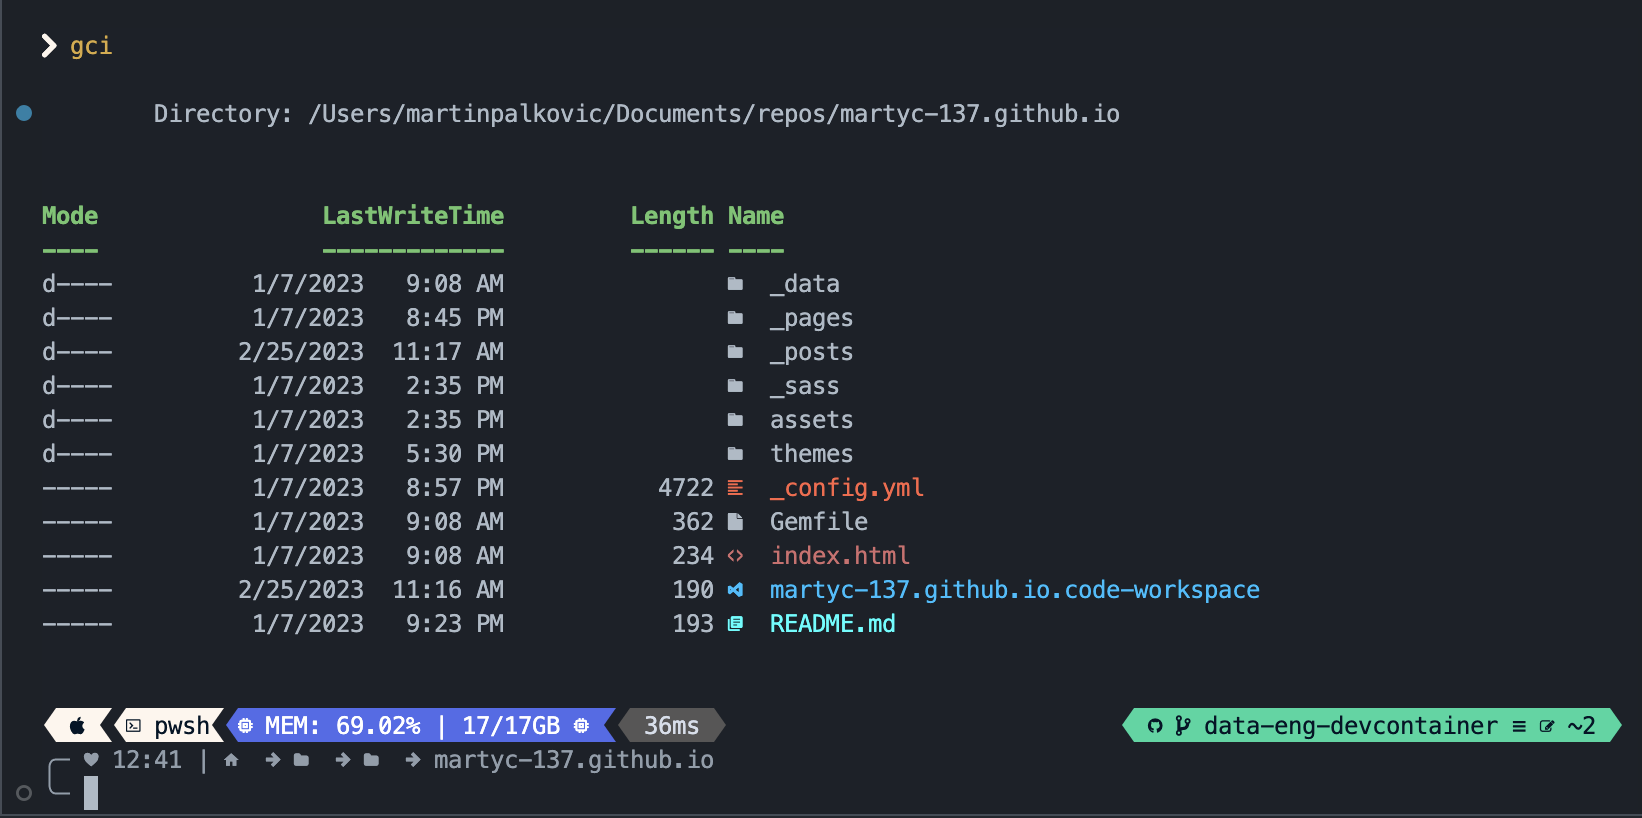 ❯ gci
Directory: /Users/martinpalkovic/Documents/repos/martyc-137.github.io
Mode LastWriteTime Length Name
---- ------------- ------ ----
d---- 1/7/2023 9:08 AM _data
d---- 1/7/2023 8:45 PM _pages
d---- 2/25/2023 11:17 AM _posts
d---- 1/7/2023 2:35 PM _sass
d---- 1/7/2023 2:35 PM assets
d---- 1/7/2023 5:30 PM themes
----- 1/7/2023 8:57 PM 4722 _config.yml
----- 1/7/2023 9:08 AM 362 Gemfile
----- 1/7/2023 9:08 AM 234 index.html
----- 2/25/2023 11:16 AM 190 martyc-137.github.io.code-workspace
----- 1/7/2023 9:23 PM 193 README.md
pwsh MEM: 69.02% | 17/17GB 36ms data-eng-devcontainer ≡ ~2
♥ 12:41 | → → → martyc-137.github.io